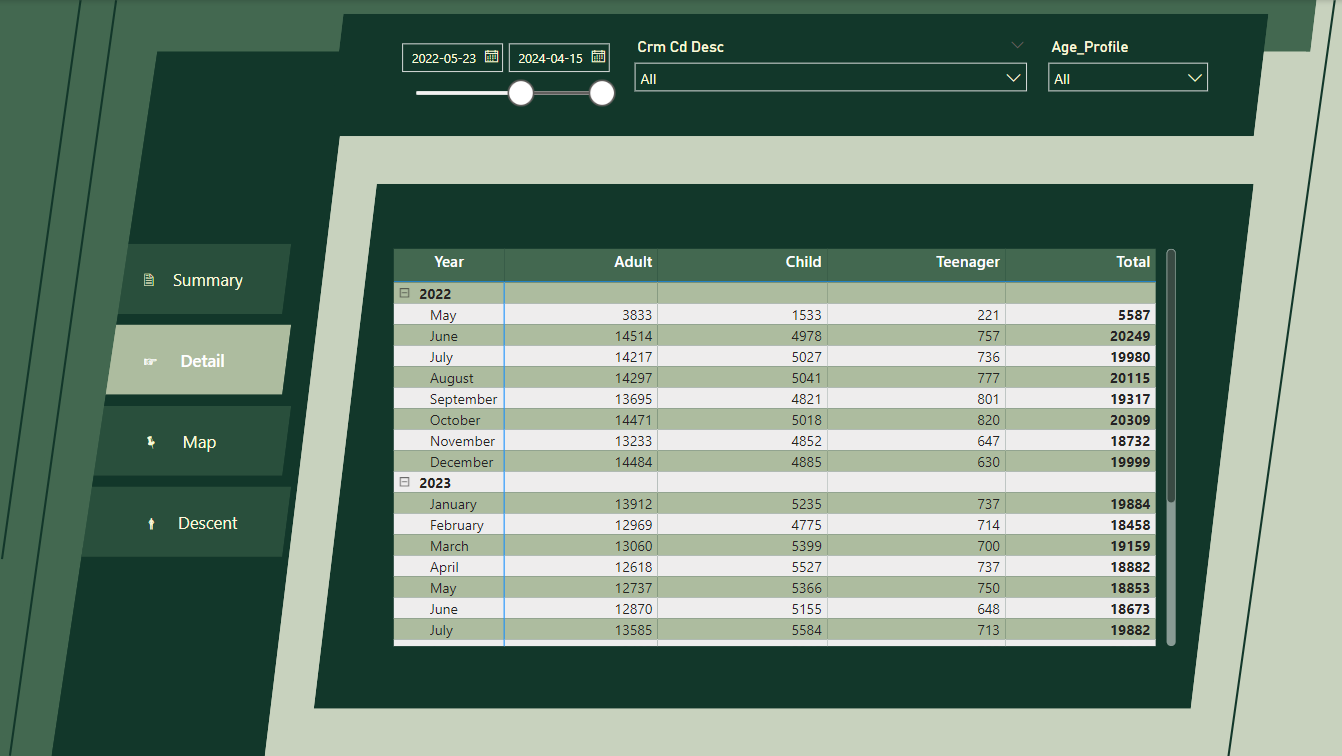 2022-05-23 2024-04-15
Crm Cd Desc
All
Age_Profile
All
Summary
Detail
Map
Descent
Year Adult Child Teenager Total
2022
May 3833 1533 221 5587
June 14514 4978 757 20249
July 14217 5027 736 19980
August 14297 5041 777 20115
September 13695 4821 801 19317
October 14471 5018 820 20309
November 13233 4852 647 18732
December 14484 4885 630 19999
2023
January 13912 5235 737 19884
February 12969 4775 714 18458
March 13060 5399 700 19159
April 12618 5527 737 18882
May 12737 5366 750 18853
June 12870 5155 648 18673
July 13585 5584 713 19882